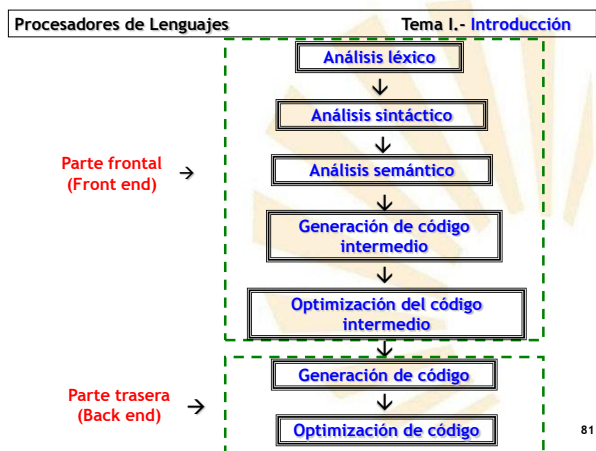 Procesadores de Lenguajes Tema I.- Introducción
Análisis léxico
Análisis sintáctico
Parte frontal
(Front end)
Análisis semántico
Generación de código
intermedio
Optimización del código
intermedio
Generación de código
Parte trasera
(Back end)
Optimización de código
81